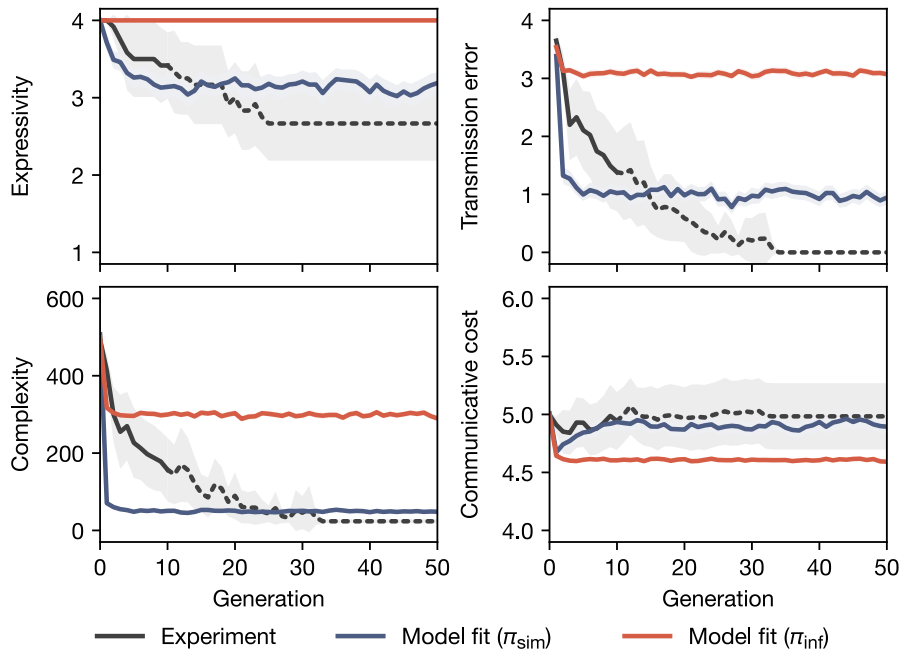 Expressivity
4
3
2
1
Transmission error
4
3
2
1
0
Complexity
600
400
200
0
0 10 20 30 40 50
Generation
Communicative cost
6.0
5.5
5.0
4.5
4.0
0 10 20 30 40 50
Generation
Experiment Model fit (πsim) Model fit (πinf)